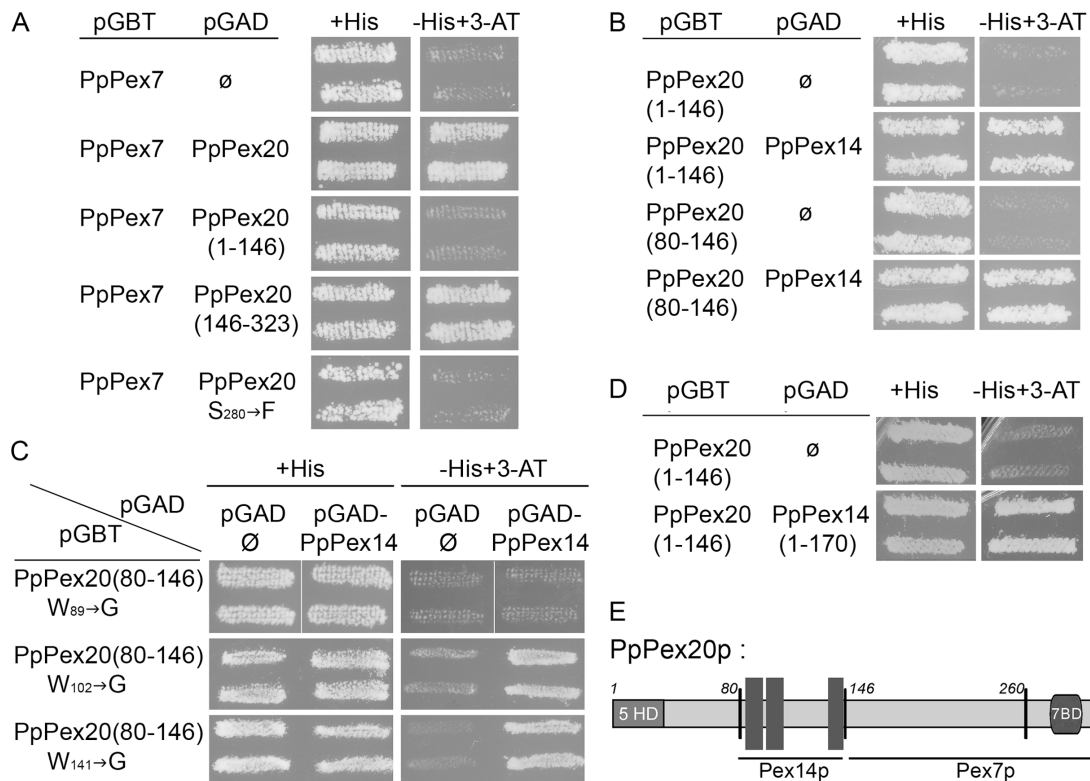 A
pGBT pGAD +His -His+3-AT
PpPex7 ø
PpPex7 PpPex20
PpPex7 PpPex20
(1-146)
PpPex7 PpPex20
(146-323)
PpPex7 PpPex20
S280→F
B
pGBT pGAD +His -His+3-AT
PpPex20 ø
(1-146)
PpPex20 PpPex14
(1-146)
PpPex20 ø
(80-146)
PpPex20 PpPex14
(80-146)
C
+His -His+3-AT
pGAD
pGBT
pGAD pGAD- pGAD pGAD-
Ø PpPex14 Ø PpPex14
PpPex20(80-146)
W89→G
PpPex20(80-146)
W102→G
PpPex20(80-146)
W141→G
D
pGBT pGAD +His -His+3-AT
PpPex20 ø
(1-146)
PpPex20 PpPex14
(1-146) (1-170)
E
PpPex20p :
1 80 146 260
5 HD 7BD
Pex14p Pex7p